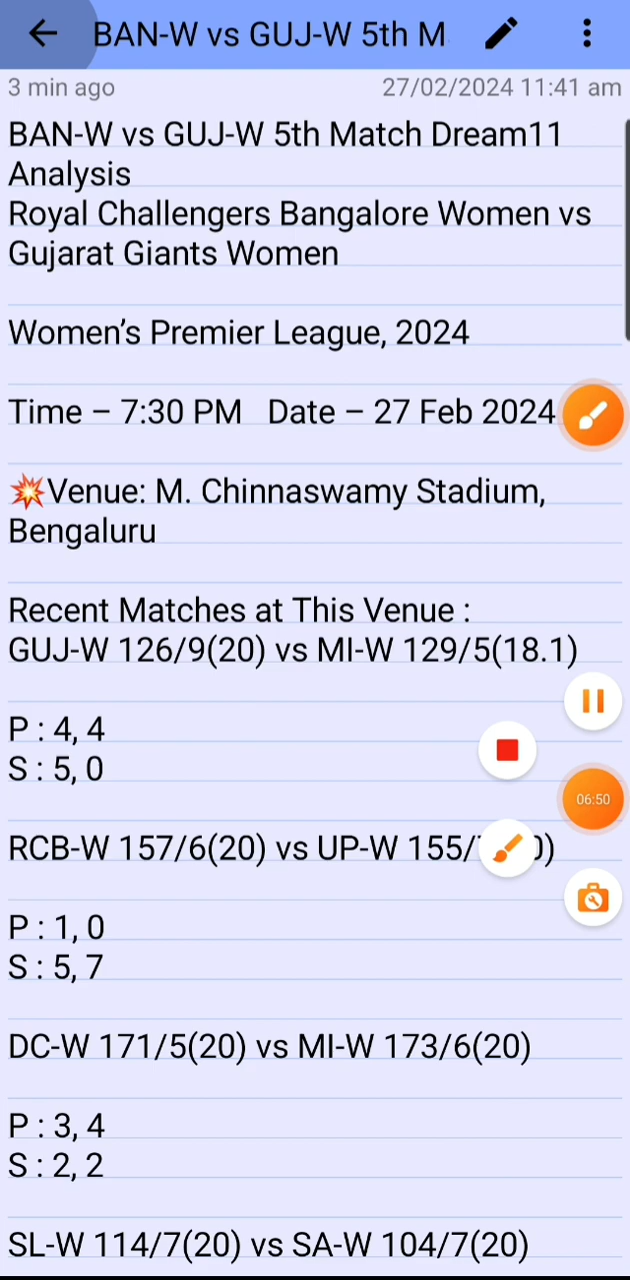 BAN-W vs GUJ-W 5th M
3 min ago
27/02/2024 11:41 am
BAN-W vs GUJ-W 5th Match Dream11
Analysis
Royal Challengers Bangalore Women vs
Gujarat Giants Women
Women's Premier League, 2024
Time – 7:30 PM Date – 27 Feb 2024
💥Venue: M. Chinnaswamy Stadium,
Bengaluru
Recent Matches at This Venue :
GUJ-W 126/9(20) vs MI-W 129/5(18.1)
P : 4, 4
S : 5, 0
06:50
RCB-W 157/6(20) vs UP-W 155/
P : 1, 0
S : 5, 7
DC-W 171/5(20) vs MI-W 173/6(20)
P : 3, 4
S : 2, 2
SL-W 114/7(20) vs SA-W 104/7(20)